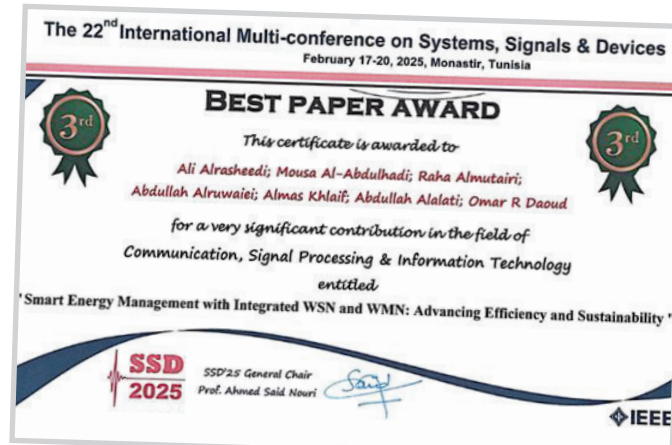 The 22nd International Multi-conference on Systems, Signals & Devices
February 17-20, 2025, Monastir, Tunisia
3rd
BEST PAPER AWARD
3rd
This certificate is awarded to
Ali Alrasheedi; Mousa Al-Abdulhadi; Raha Almutairi;
Abdullah Alruwaiei; Almas Khlaif; Abdullah Alalati; Omar R Daoud
for a very significant contribution in the field of
Communication, Signal Processing & Information Technology
entitled
"Smart Energy Management with Integrated WSN and WMN: Advancing Efficiency and Sustainability"
SSD
2025
SSD'25 General Chair
Prof. Ahmed Said Nouri
Said
IEEE